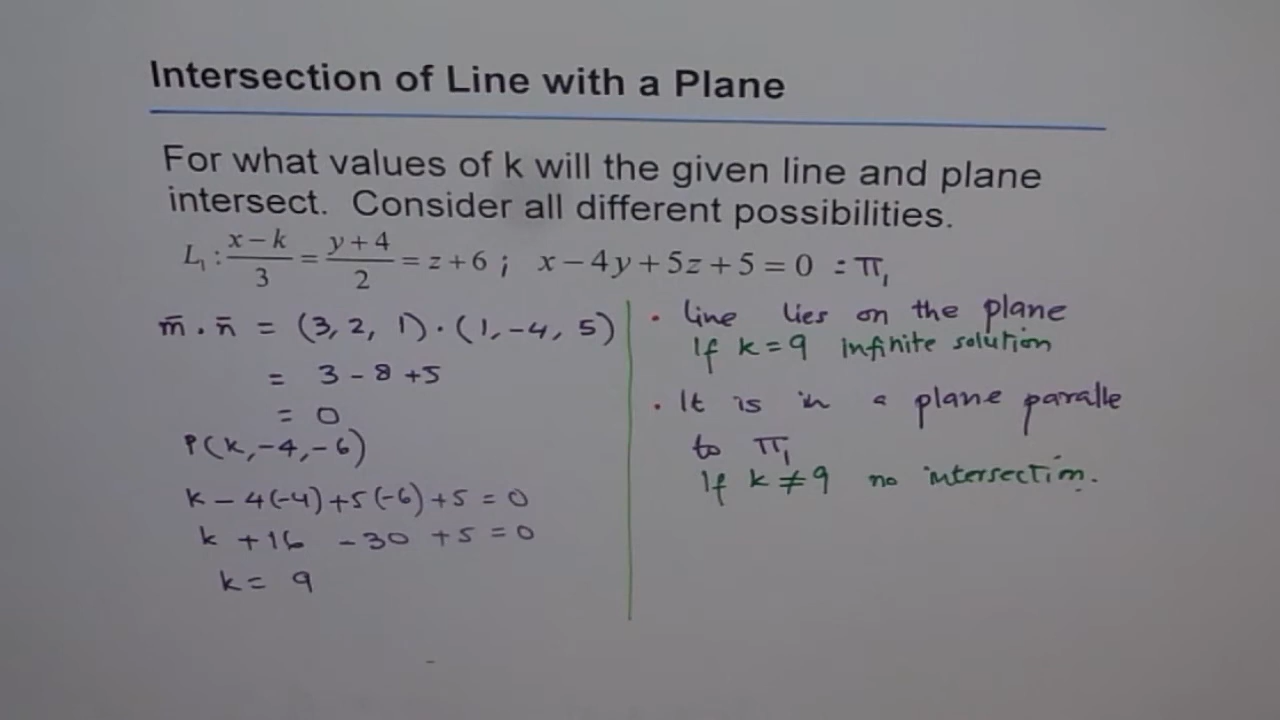 Intersection of Line with a Plane
For what values of k will the given line and plane
intersect. Consider all different possibilities.
L₁ : (x − k)/3 = (y + 4)/2 = z + 6 ; x − 4y + 5z + 5 = 0 : π₁
m̄ . n̄ = (3, 2, 1) · (1, −4, 5)
= 3 − 8 + 5
= 0
P(k, −4, −6)
k − 4(−4) + 5(−6) + 5 = 0
k + 16 − 30 + 5 = 0
k = 9
• line lies on the plane
If k = 9 infinite solution
• It is in a plane paralle
to π₁
If k ≠ 9 no intersection.